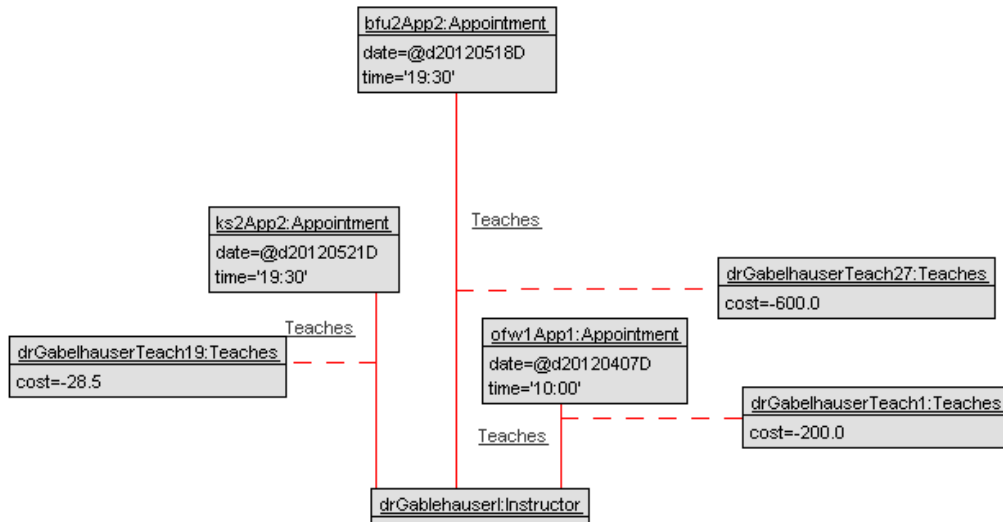 bfu2App2:Appointment
date=@d20120518D
time='19:30'
ks2App2:Appointment
date=@d20120521D
time='19:30'
Teaches
drGabelhauserTeach27:Teaches
cost=-600.0
Teaches
ofw1App1:Appointment
date=@d20120407D
time='10:00'
drGabelhauserTeach19:Teaches
cost=-28.5
drGabelhauserTeach1:Teaches
cost=-200.0
Teaches
drGablehauserI:Instructor